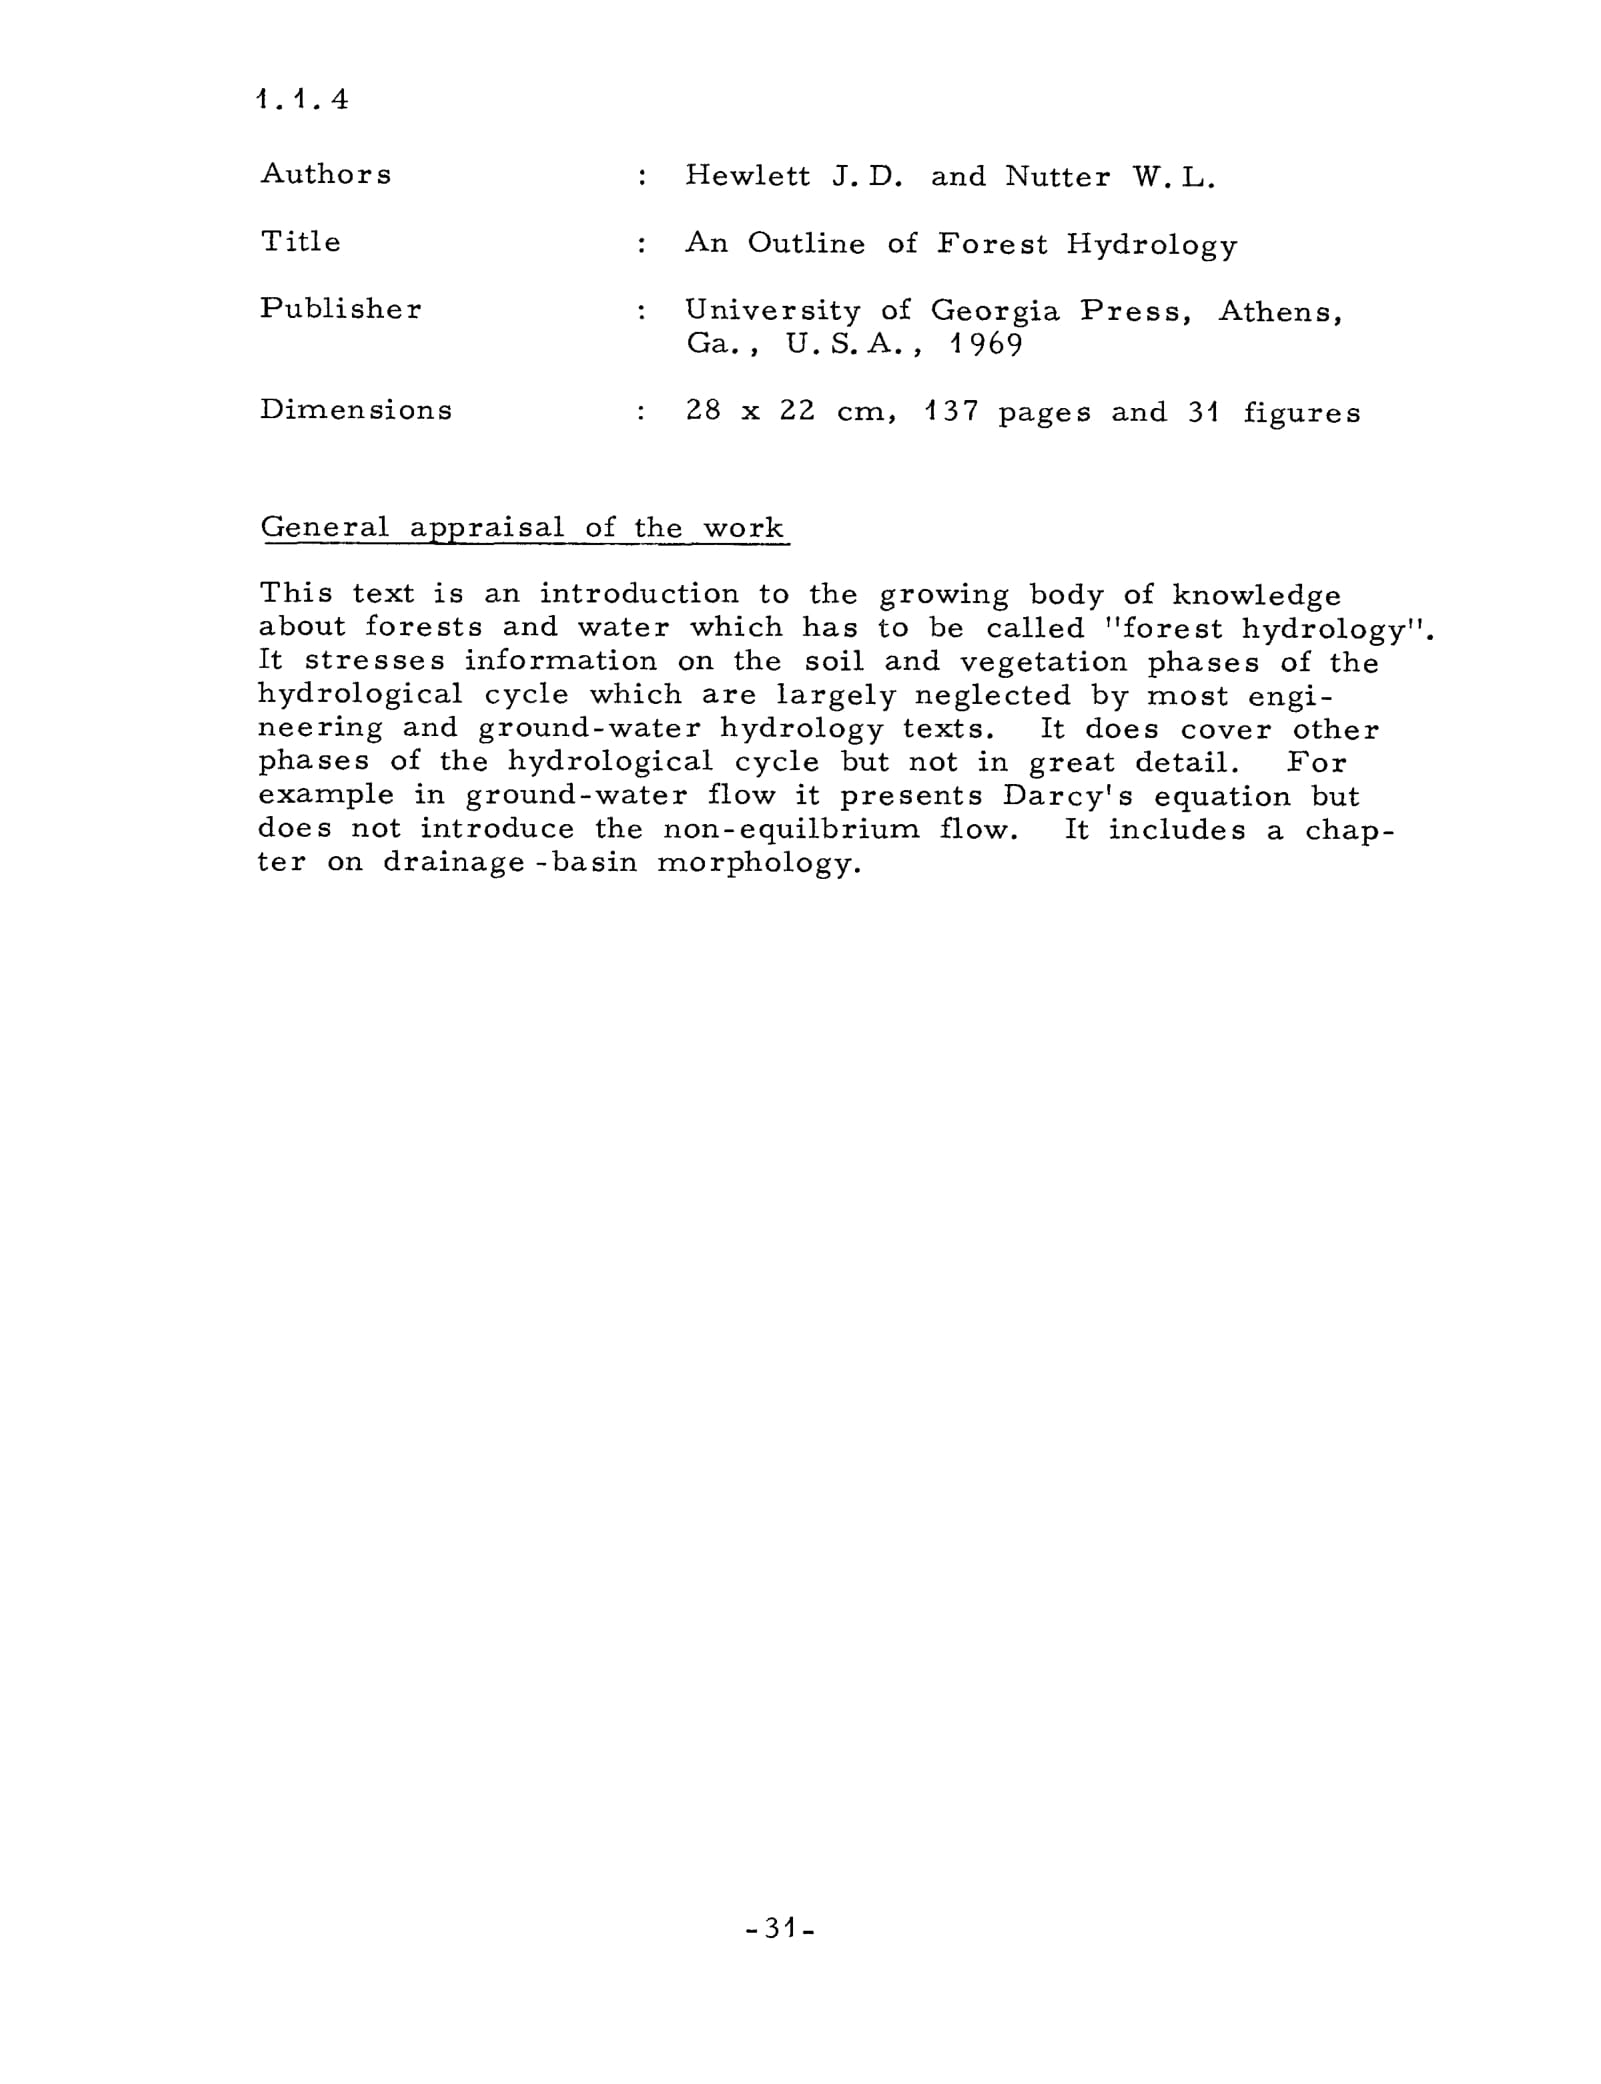 1.1.4
Authors : Hewlett J.D. and Nutter W.L.
Title : An Outline of Forest Hydrology
Publisher : University of Georgia Press, Athens,
Ga., U.S.A., 1969
Dimensions : 28 x 22 cm, 137 pages and 31 figures
General appraisal of the work
This text is an introduction to the growing body of knowledge
about forests and water which has to be called "forest hydrology".
It stresses information on the soil and vegetation phases of the
hydrological cycle which are largely neglected by most engi-
neering and ground-water hydrology texts. It does cover other
phases of the hydrological cycle but not in great detail. For
example in ground-water flow it presents Darcy's equation but
does not introduce the non-equilbrium flow. It includes a chap-
ter on drainage-basin morphology.
-31-